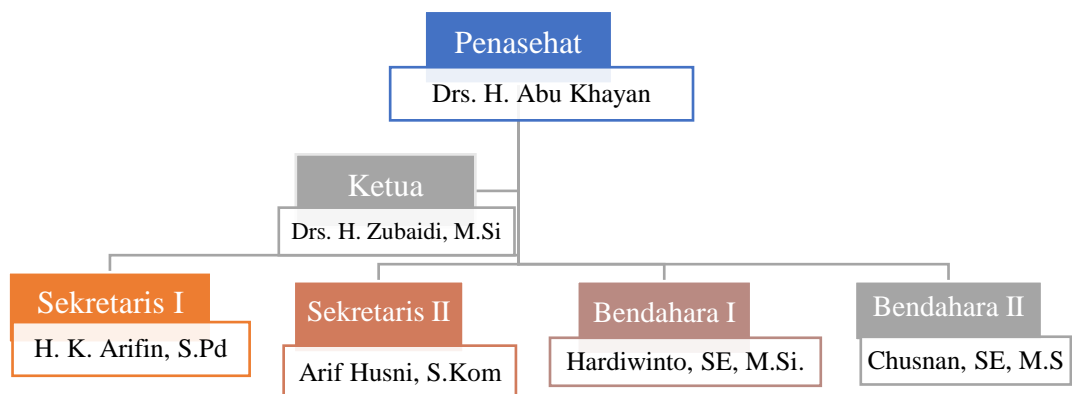 Penasehat
Drs. H. Abu Khayan
Ketua
Drs. H. Zubaidi, M.Si
Sekretaris I
H. K. Arifin, S.Pd
Sekretaris II
Arif Husni, S.Kom
Bendahara I
Hardiwinto, SE, M.Si.
Bendahara II
Chusnan, SE, M.S